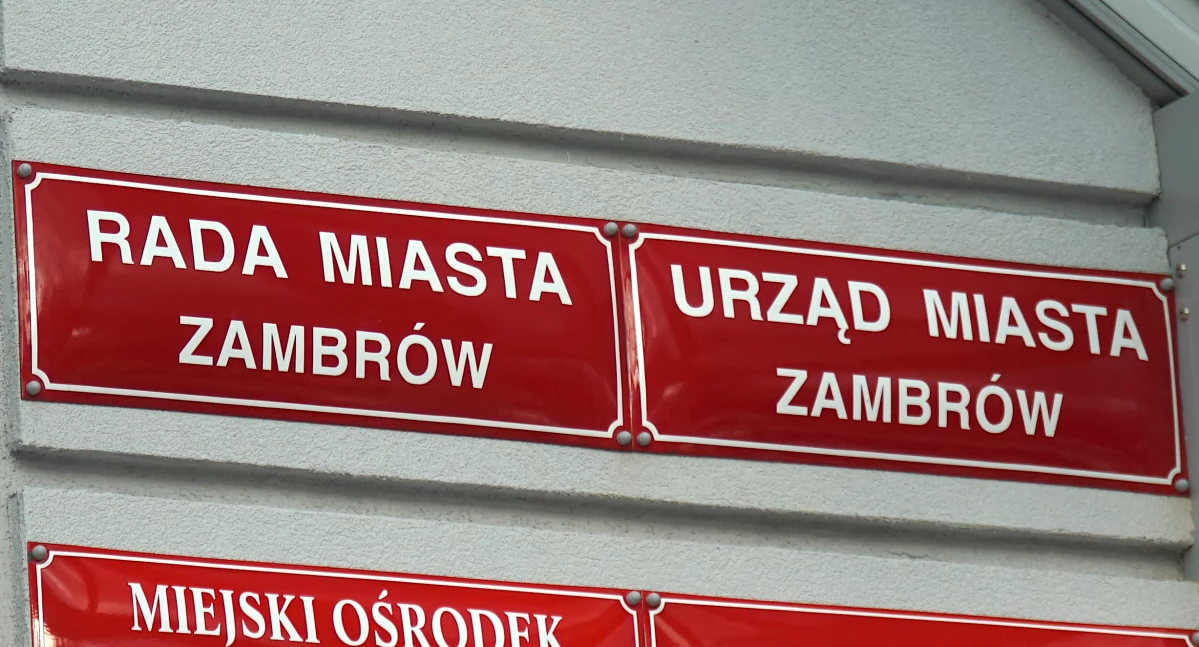 RADA MIASTA
ZAMBRÓW
URZĄD MIASTA
ZAMBRÓW
MIEJSKI OŚRODEK